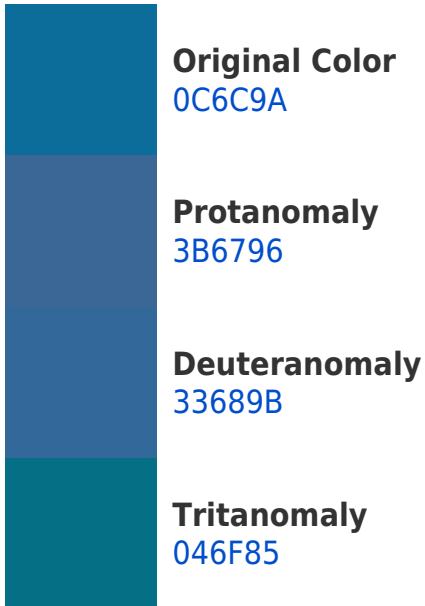 Original Color
0C6C9A
Protanomaly
3B6796
Deuteranomaly
33689B
Tritanomaly
046F85